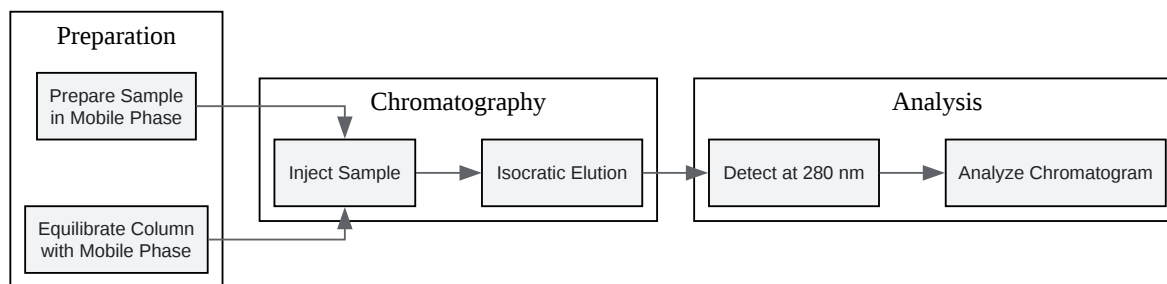 Preparation
Prepare Sample
in Mobile Phase
Equilibrate Column
with Mobile Phase
Chromatography
Inject Sample
Isocratic Elution
Analysis
Detect at 280 nm
Analyze Chromatogram